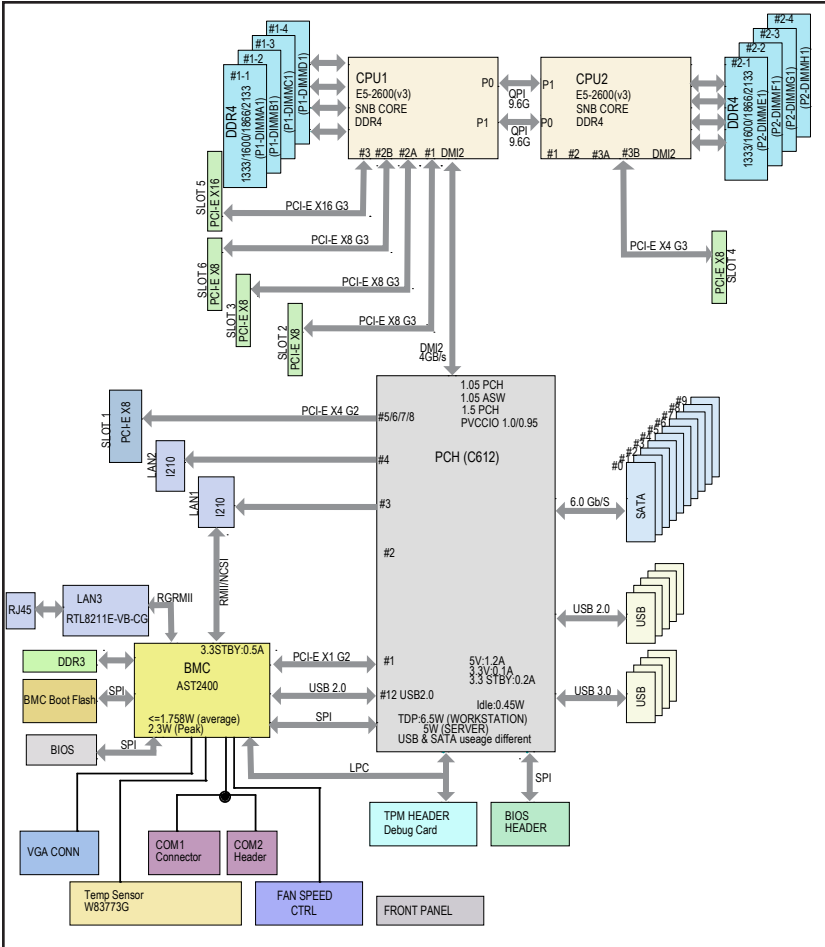 #1-4
#1-3
#1-2
#1-1
DDR4
1333/1600/1866/2133
(P1-DIMMA1)
(P1-DIMMB1)
(P1-DIMMC1)
(P1-DIMMD1)
CPU1
E5-2600(v3)
SNB CORE
DDR4
P0
P1
#3 #2B #2A #1 DMI2
QPI
9.6G
QPI
9.6G
CPU2
E5-2600(v3)
SNB CORE
DDR4
P1
P0
#1 #2 #3A #3B DMI2
#2-4
#2-3
#2-2
#2-1
DDR4
1333/1600/1866/2133
(P2-DIMME1)
(P2-DIMMF1)
(P2-DIMMG1)
(P2-DIMMH1)
SLOT 5
PCI-E X16
PCI-E X16 G3
SLOT 6
PCI-E X8
PCI-E X8 G3
SLOT 3
PCI-E X8
PCI-E X8 G3
SLOT 2
PCI-E X8
PCI-E X8 G3
PCI-E X4 G3
PCI-E X8
SLOT 4
DMI2
4GB/s
1.05 PCH
1.05 ASW
1.5 PCH
PVCCIO 1.0/0.95
PCH (C612)
SLOT 1
PCI-E X8
PCI-E X4 G2
#5/6/7/8
LAN2
I210
#4
LAN1
I210
#3
#2
RMII/NCSI
6.0 Gb/S
#9
#8
#7
#6
#5
#4
#3
#2
#1
#0
SATA
USB 2.0
USB
USB 3.0
USB
RJ45
LAN3
RTL8211E-VB-CG
RGRMII
3.3STBY:0.5A
BMC
AST2400
<=1.758W (average)
2.3W (Peak)
DDR3
BMC Boot Flash
SPI
BIOS
SPI
PCI-E X1 G2
#1
USB 2.0
#12 USB2.0
SPI
5V:1.2A
3.3V:0.1A
3.3 STBY:0.2A
Idle:0.45W
TDP:6.5W (WORKSTATION)
5W (SERVER)
USB & SATA useage different
LPC
SPI
TPM HEADER
Debug Card
BIOS
HEADER
VGA CONN
COM1
Connector
COM2
Header
Temp Sensor
W83773G
FAN SPEED
CTRL
FRONT PANEL